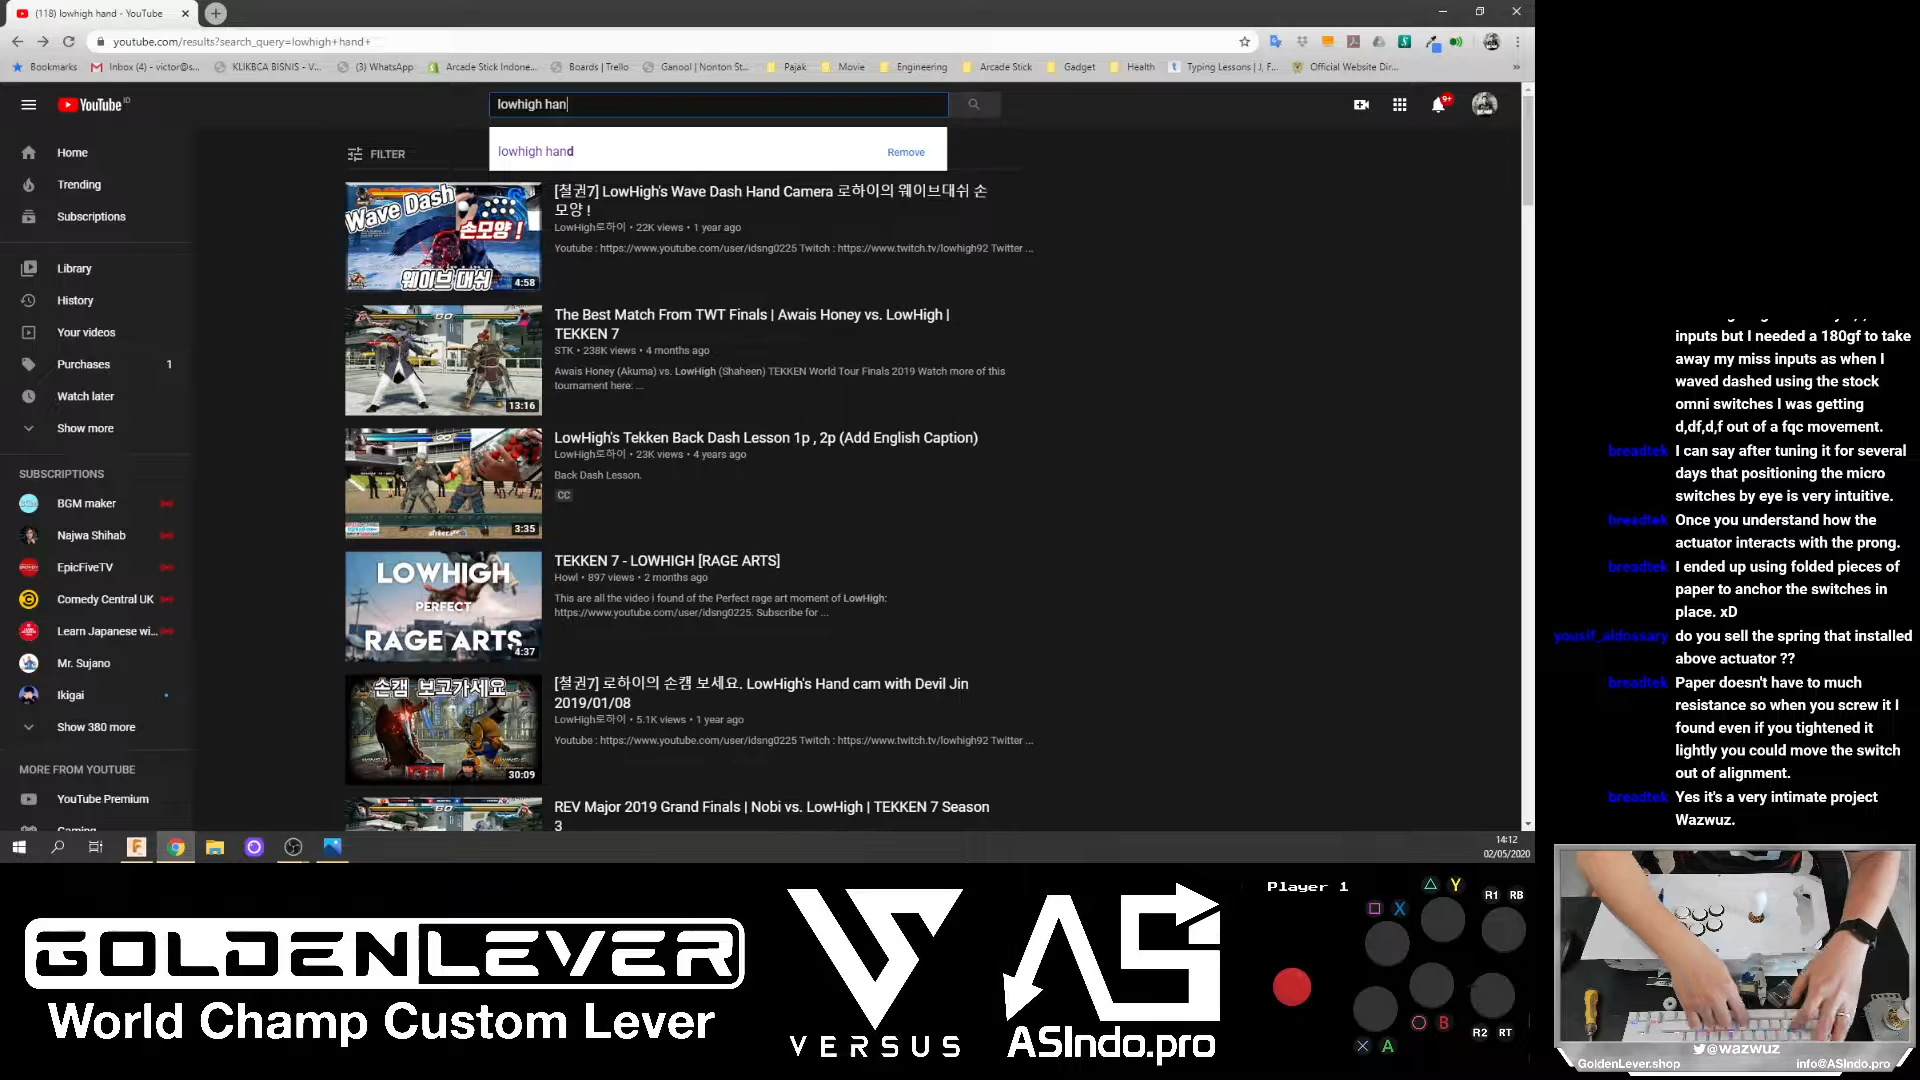 (118) lowhigh hand - YouTube
youtube.com/results?search_query=lowhigh+hand+
Bookmarks
Inbox (4) - victor@s...
KLIKBCA BISNIS - V...
(3) WhatsApp
Arcade Stick Indone...
Boards | Trello
Ganool | Nonton St...
Pajak
Movie
Engineering
Arcade Stick
Gadget
Health
Typing Lessons | J, F...
Official Website Dir...
YouTube ID
lowhigh han
9+
lowhigh hand
Remove
Home
Trending
Subscriptions
Library
History
Your videos
Purchases 1
Watch later
Show more
SUBSCRIPTIONS
BGM maker
Najwa Shihab
EpicFiveTV
Comedy Central UK
Learn Japanese wi...
Mr. Sujano
Ikigai
Show 380 more
MORE FROM YOUTUBE
YouTube Premium
Gaming
FILTER
Wave Dash
손모양 !
웨이브 대쉬
4:58
[철권7] LowHigh's Wave Dash Hand Camera 로하이의 웨이브대쉬 손
모양 !
LowHigh로하이 • 22K views • 1 year ago
Youtube : https://www.youtube.com/user/idsng0225 Twitch : https://www.twitch.tv/lowhigh92 Twitter ...
13:16
The Best Match From TWT Finals | Awais Honey vs. LowHigh |
TEKKEN 7
STK • 238K views • 4 months ago
Awais Honey (Akuma) vs. LowHigh (Shaheen) TEKKEN World Tour Finals 2019 Watch more of this
tournament here: ...
3:35
LowHigh's Tekken Back Dash Lesson 1p , 2p (Add English Caption)
LowHigh로하이 • 23K views • 4 years ago
Back Dash Lesson.
CC
LOWHIGH
PERFECT
RAGE ARTS
4:37
TEKKEN 7 - LOWHIGH [RAGE ARTS]
Howl • 897 views • 2 months ago
This are all the video i found of the Perfect rage art moment of LowHigh:
https://www.youtube.com/user/idsng0225. Subscribe for ...
손캠 보고가세요
30:09
[철권7] 로하이의 손캠 보세요. LowHigh's Hand cam with Devil Jin
2019/01/08
LowHigh로하이 • 5.1K views • 1 year ago
Youtube : https://www.youtube.com/user/idsng0225 Twitch : https://www.twitch.tv/lowhigh92 Twitter ...
REV Major 2019 Grand Finals | Nobi vs. LowHigh | TEKKEN 7 Season
3
14:12
02/05/2020
inputs but I needed a 180gf to take
away my miss inputs as when I
waved dashed using the stock
omni switches I was getting
d,df,d,f out of a fqc movement.
breadtek I can say after tuning it for several
days that positioning the micro
switches by eye is very intuitive.
breadtek Once you understand how the
actuator interacts with the prong.
breadtek I ended up using folded pieces of
paper to anchor the switches in
place. xD
yousif_aldossary do you sell the spring that installed
above actuator ??
breadtek Paper doesn't have to much
resistance so when you screw it I
found even if you tightened it
lightly you could move the switch
out of alignment.
breadtek Yes it's a very intimate project
Wazwuz.
GOLDENLEVER
World Champ Custom Lever
VERSUS
AS
ASIndo.pro
Player 1
Y
R1 RB
X
B
R2 RT
A
@wazwuz
GoldenLever.shop
info@ASIndo.pro